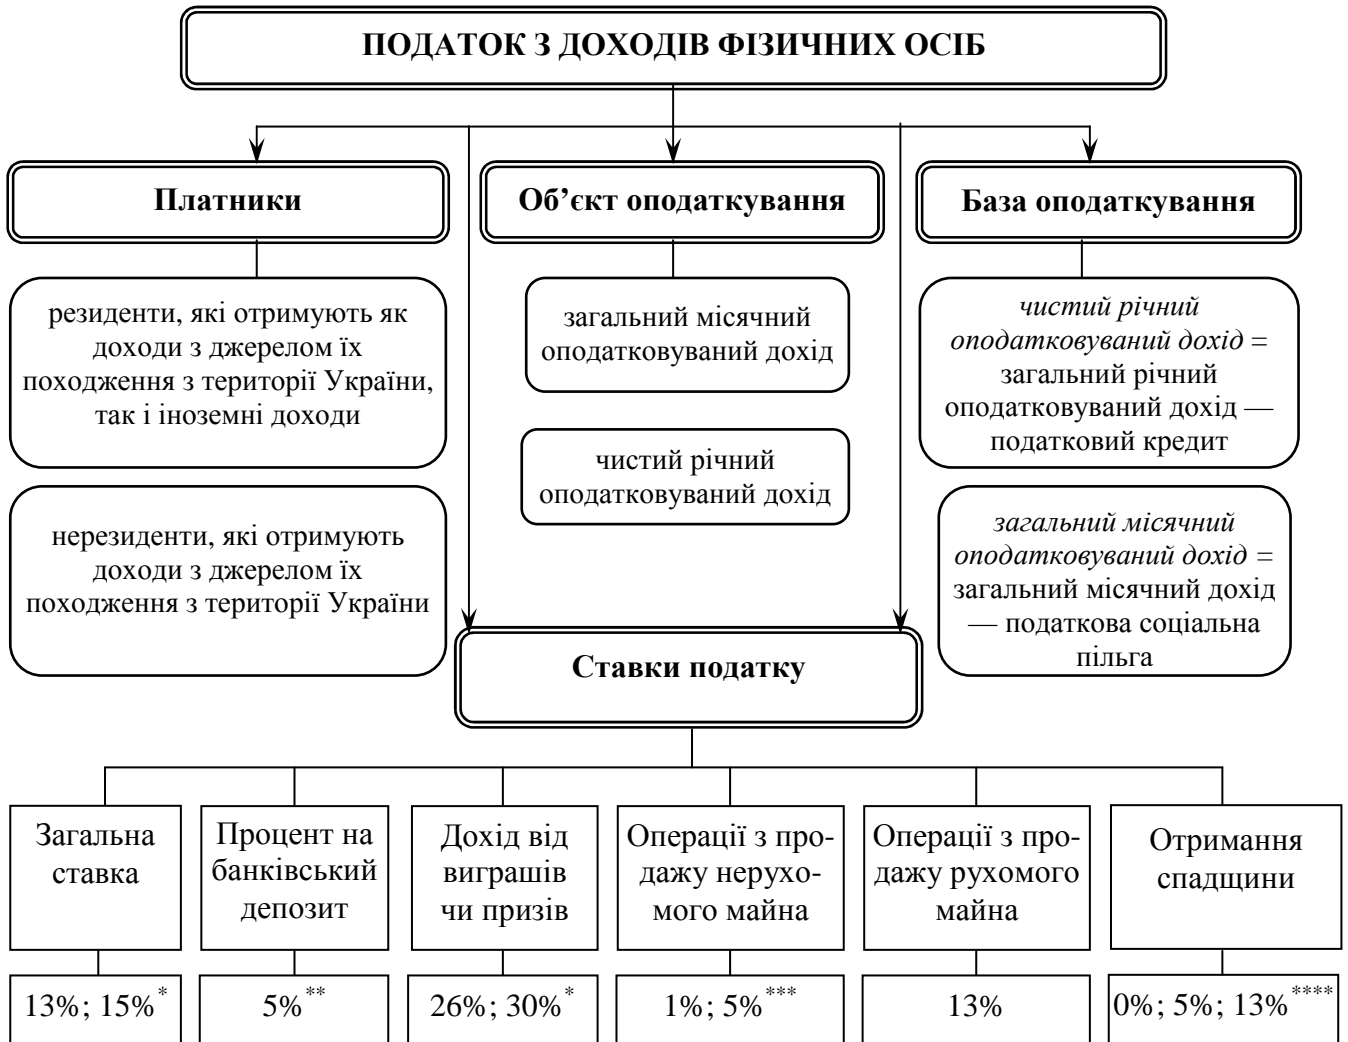 ПОДАТОК З ДОХОДІВ ФІЗИЧНИХ ОСІБ
Платники
Об’єкт оподаткування
База оподаткування
резиденти, які отримують як
доходи з джерелом їх
походження з території України,
так і іноземні доходи
нерезиденти, які отримують
доходи з джерелом їх
походження з території України
загальний місячний
оподатковуваний дохід
чистий річний
оподатковуваний дохід
чистий річний
оподатковуваний дохід =
загальний річний
оподатковуваний дохід —
податковий кредит
загальний місячний
оподатковуваний дохід =
загальний місячний дохід
— податкова соціальна
пільга
Ставки податку
Загальна
ставка
Процент на
банківський
депозит
Дохід від
виграшів
чи призів
Операції з про-
дажу нерухо-
мого майна
Операції з про-
дажу рухомого
майна
Отримання
спадщини
13%; 15%*
5%**
26%; 30%*
1%; 5%***
13%
0%; 5%; 13%****